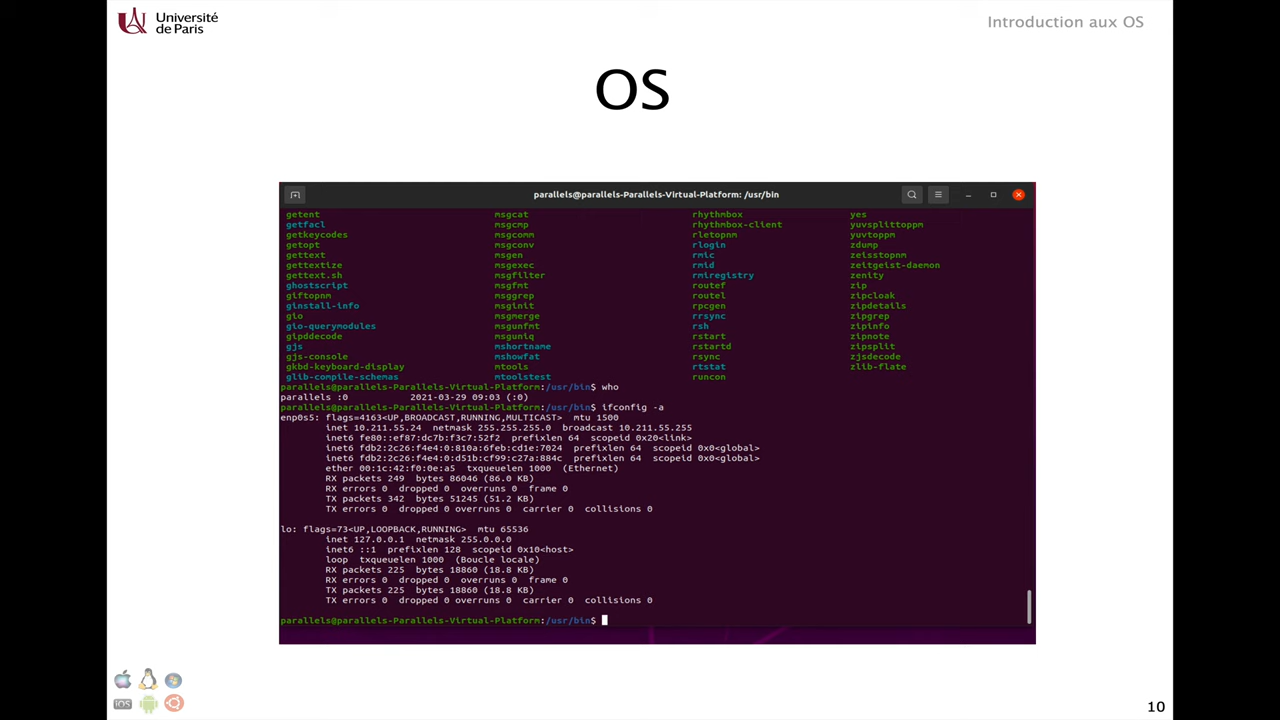 Université
de Paris
Introduction aux OS
OS
parallels@parallels-Parallels-Virtual-Platform: /usr/bin
getent msgcat rhythmbox yes
getfacl msgcmp rhythmbox-client yuvsplittoppm
getkeycodes msgcomm rletopnm yuvtoppm
getopt msgconv rlogin zdump
gettext msgen rmic zeisstopnm
gettextize msgexec rmid zeitgeist-daemon
gettext.sh msgfilter rmiregistry zenity
ghostscript msgfmt routef zip
giftopnm msggrep routel zipcloak
ginstall-info msginit rpcgen zipdetails
gio msgmerge rrsync zipgrep
gio-querymodules msgunfmt rsh zipinfo
gipddecode msguniq rstart zipnote
gjs mshortname rstartd zipsplit
gjs-console mshowfat rsync zjsdecode
gkbd-keyboard-display mtools rtstat zlib-flate
glib-compile-schemas mtoolstest runcon
parallels@parallels-Parallels-Virtual-Platform:/usr/bin$ who
parallels :0 2021-03-29 09:03 (:0)
parallels@parallels-Parallels-Virtual-Platform:/usr/bin$ ifconfig -a
enp0s5: flags=4163<UP,BROADCAST,RUNNING,MULTICAST> mtu 1500
inet 10.211.55.24 netmask 255.255.255.0 broadcast 10.211.55.255
inet6 fe80::ef87:dc7b:f3c7:52f2 prefixlen 64 scopeid 0x20<link>
inet6 fdb2:2c26:f4e4:0:810a:6feb:cd1e:7024 prefixlen 64 scopeid 0x0<global>
inet6 fdb2:2c26:f4e4:0:d51b:cf99:c27a:884c prefixlen 64 scopeid 0x0<global>
ether 00:1c:42:f0:0e:a5 txqueuelen 1000 (Ethernet)
RX packets 249 bytes 86046 (86.0 KB)
RX errors 0 dropped 0 overruns 0 frame 0
TX packets 342 bytes 51245 (51.2 KB)
TX errors 0 dropped 0 overruns 0 carrier 0 collisions 0
lo: flags=73<UP,LOOPBACK,RUNNING> mtu 65536
inet 127.0.0.1 netmask 255.0.0.0
inet6 ::1 prefixlen 128 scopeid 0x10<host>
loop txqueuelen 1000 (Boucle locale)
RX packets 225 bytes 18860 (18.8 KB)
RX errors 0 dropped 0 overruns 0 frame 0
TX packets 225 bytes 18860 (18.8 KB)
TX errors 0 dropped 0 overruns 0 carrier 0 collisions 0
parallels@parallels-Parallels-Virtual-Platform:/usr/bin$
iOS
10